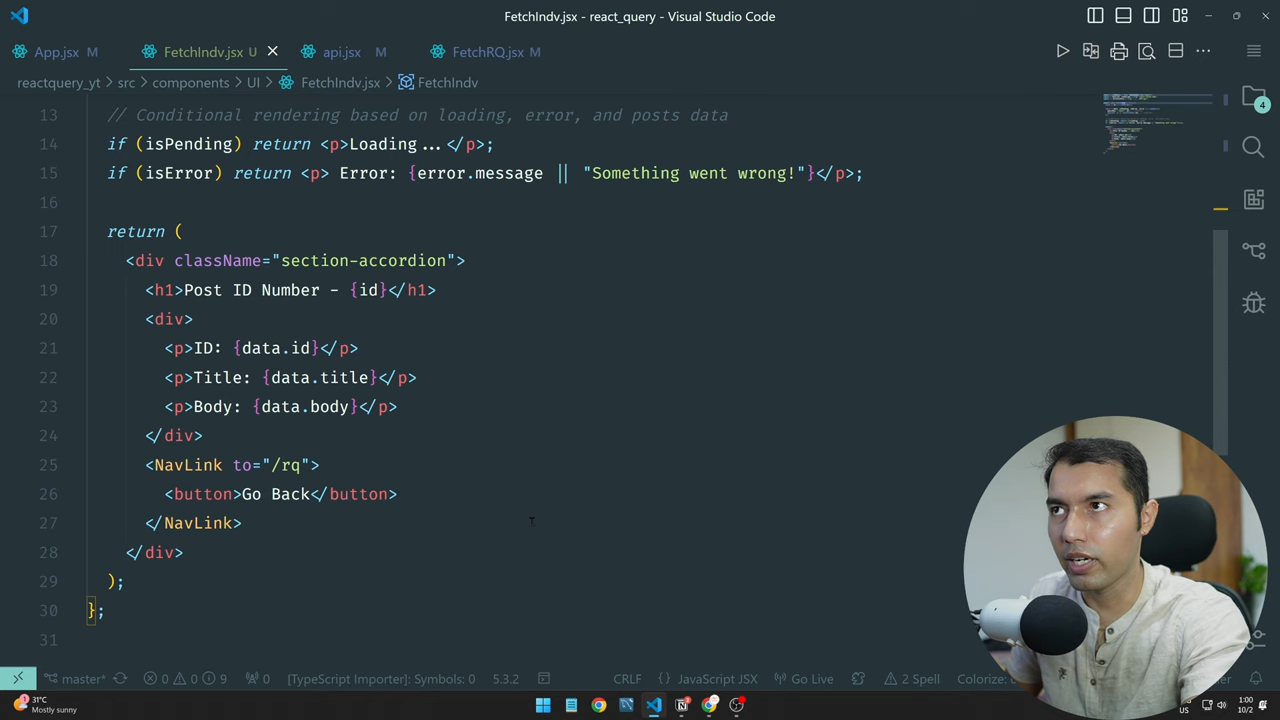 FetchIndv.jsx - react_query - Visual Studio Code
App.jsx M FetchIndv.jsx U api.jsx M FetchRQ.jsx M
reactquery_yt > src > components > UI > FetchIndv.jsx > FetchIndv
4
13 // Conditional rendering based on loading, error, and posts data
14 if (isPending) return <p>Loading...</p>;
15 if (isError) return <p> Error: {error.message || "Something went wrong!"}</p>;
16
17 return (
18 <div className="section-accordion">
19 <h1>Post ID Number - {id}</h1>
20 <div>
21 <p>ID: {data.id}</p>
22 <p>Title: {data.title}</p>
23 <p>Body: {data.body}</p>
24 </div>
25 <NavLink to="/rq">
26 <button>Go Back</button>
27 </NavLink>
28 </div>
29 );
30 };
31
master* 0 0 9 0 [TypeScript Importer]: Symbols: 0 5.3.2 CRLF {} JavaScript JSX Go Live 2 Spell Colorize: 
31°C
Mostly sunny
US
1:00
10/2